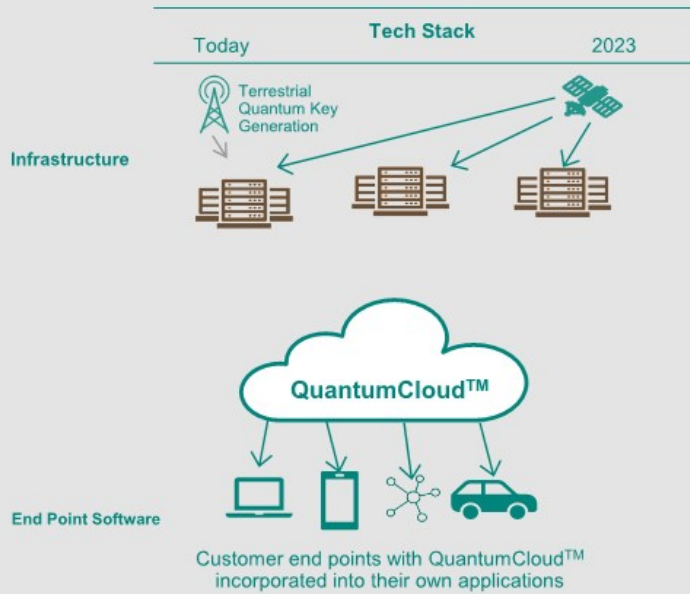 Tech Stack
Today
2023
Terrestrial
Quantum Key
Generation
Infrastructure
QuantumCloud™
End Point Software
Customer end points with QuantumCloud™
incorporated into their own applications